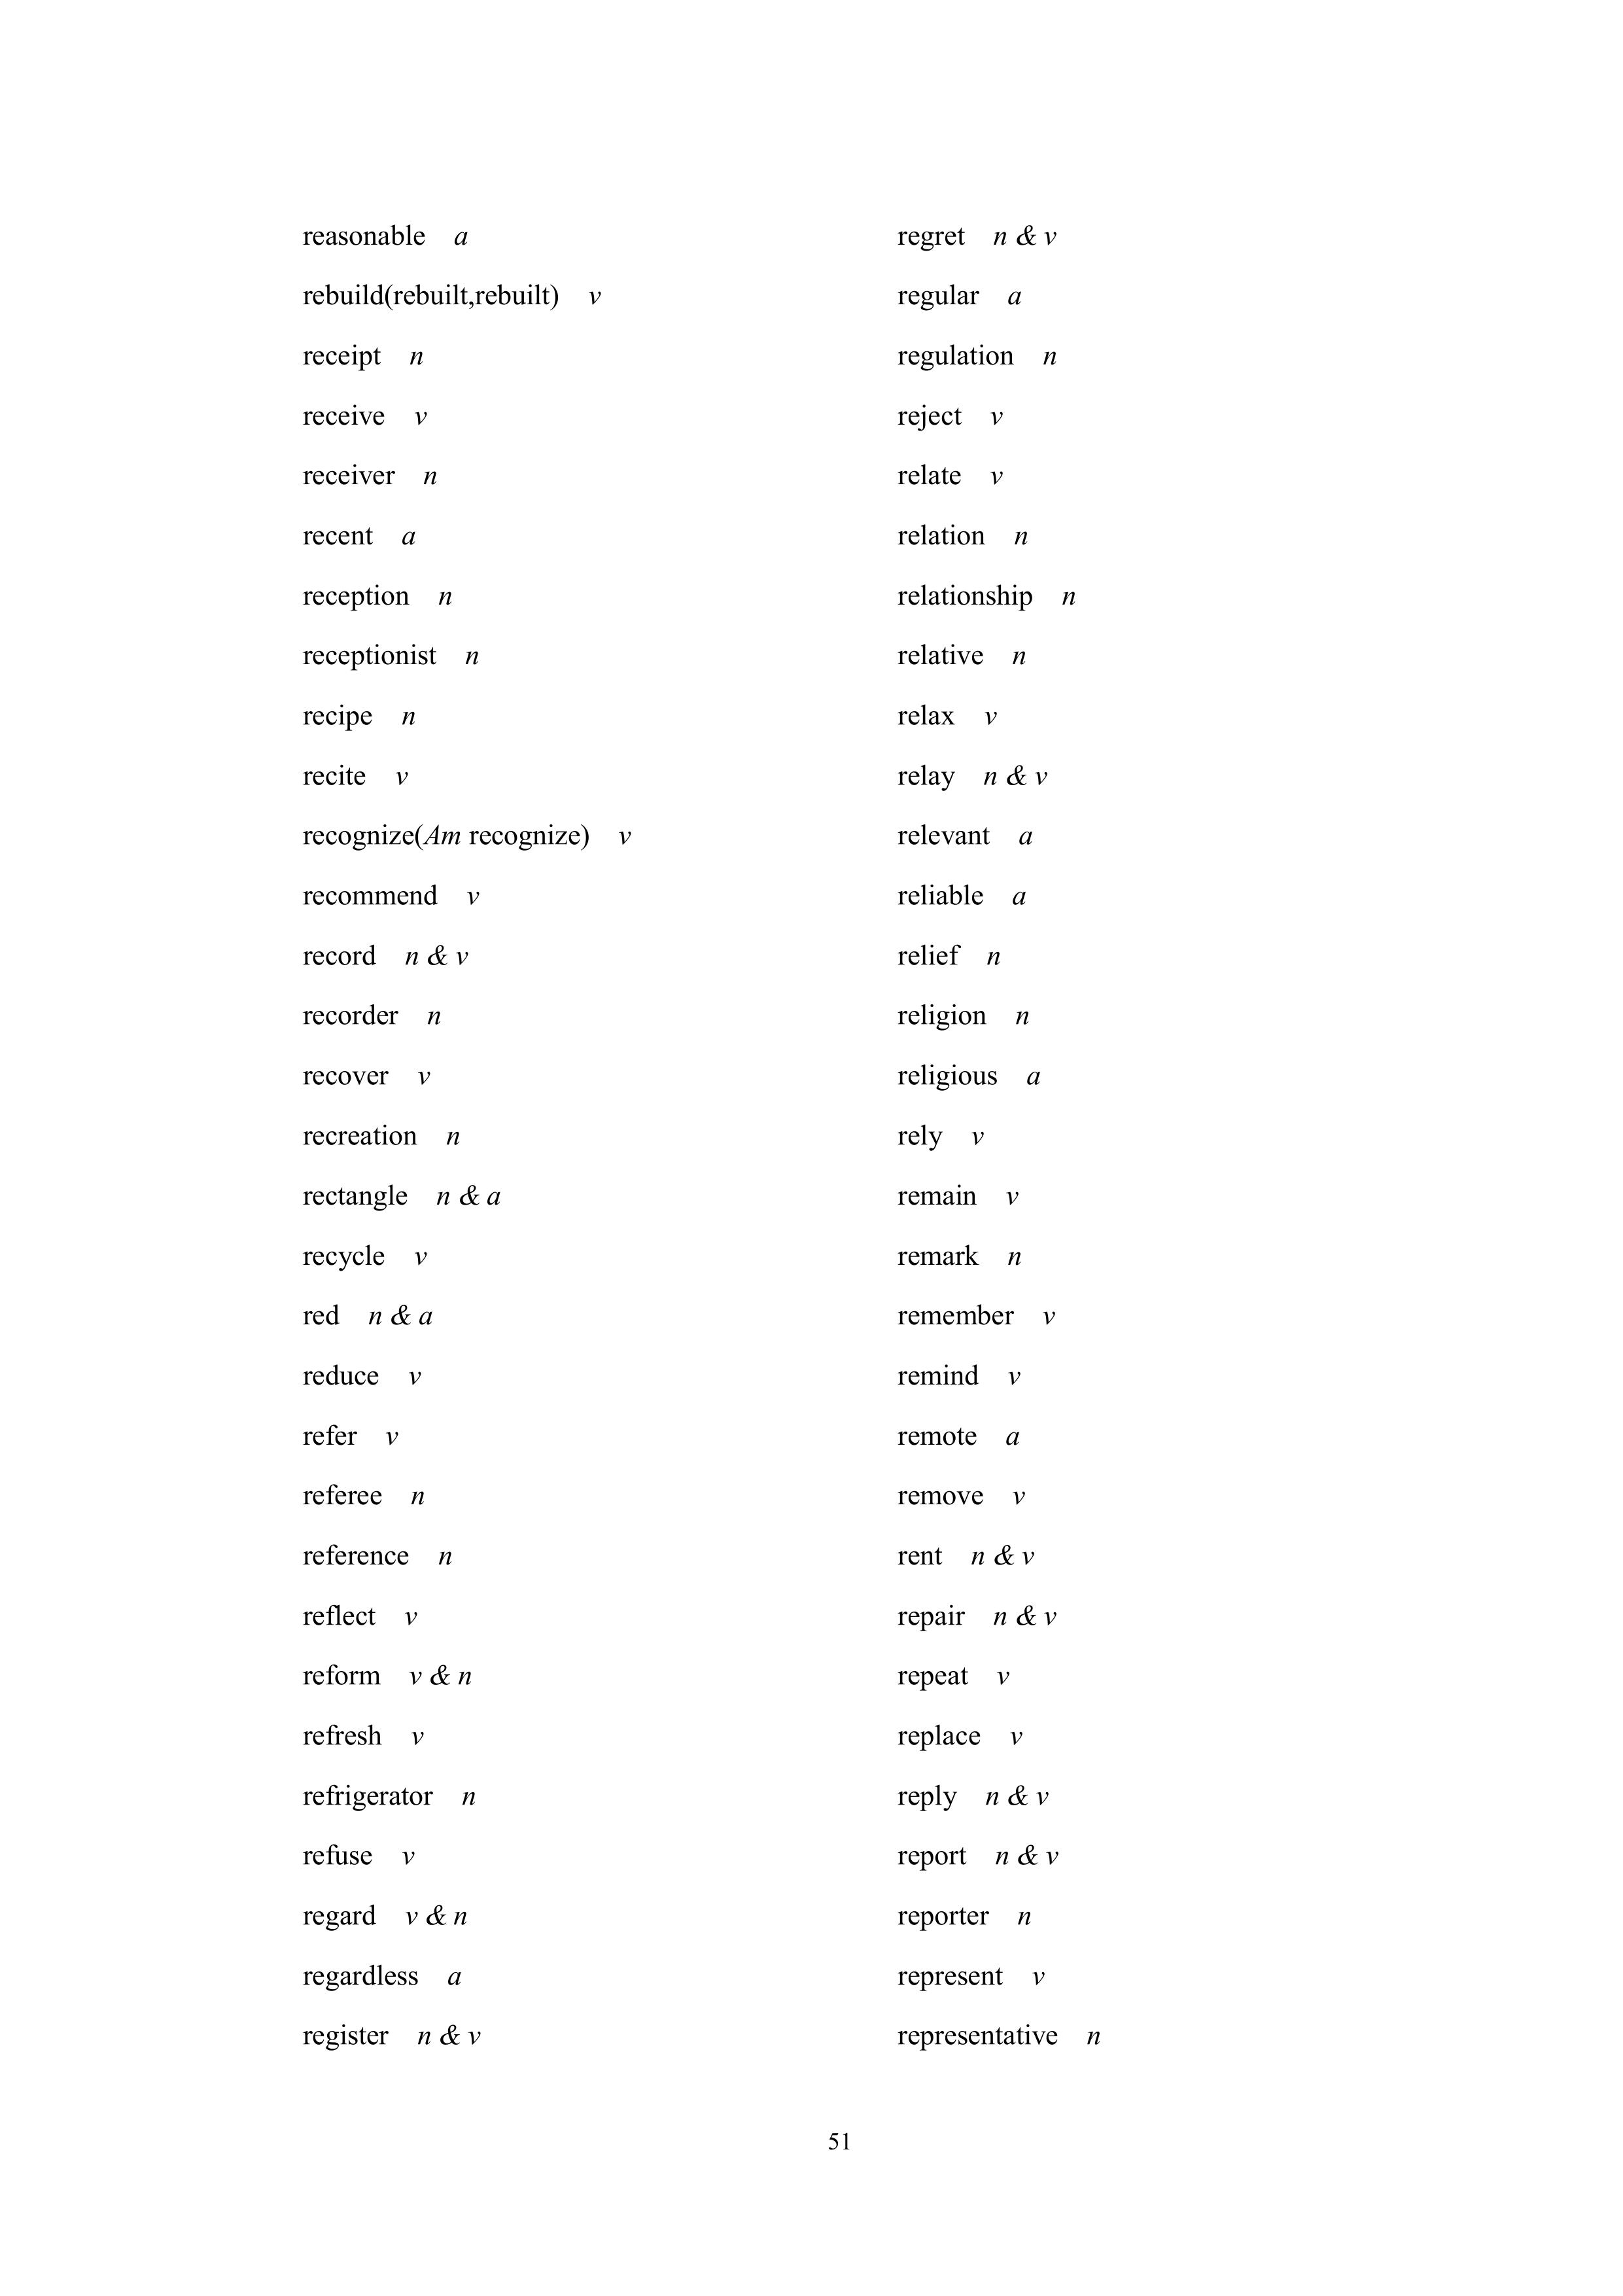 reasonable a
rebuild(rebuilt,rebuilt) v
receipt n
receive v
receiver n
recent a
reception n
receptionist n
recipe n
recite v
recognize(Am recognize) v
recommend v
record n & v
recorder n
recover v
recreation n
rectangle n & a
recycle v
red n & a
reduce v
refer v
referee n
reference n
reflect v
reform v & n
refresh v
refrigerator n
refuse v
regard v & n
regardless a
register n & v
regret n & v
regular a
regulation n
reject v
relate v
relation n
relationship n
relative n
relax v
relay n & v
relevant a
reliable a
relief n
religion n
religious a
rely v
remain v
remark n
remember v
remind v
remote a
remove v
rent n & v
repair n & v
repeat v
replace v
reply n & v
report n & v
reporter n
represent v
representative n
51